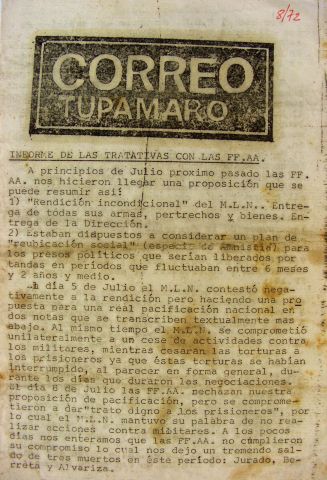 8/72
CORREO
TUPAMARO
INFORME DE LAS TRATATIVAS CON LAS FF.AA.
A principios de Julio proximo pasado las FF.
AA. nos hicieron llegar una proposición que se
puede resumir así:
1) "Rendición incondicional" del M.L.N.. Entre-
ga de todas sus armas, pertrechos y bienes. En-
trega de la Dirección.
2) Estaban dispuestos a considerar un plan de
"reubicación social" (especie de amnistía) para
los presos políticos que serían liberados por
tandas en períodos que fluctuaban entre 6 meses
y 2 años y medio.
día 5 de Julio el M.L.N. contestó nega-
tivamente a la rendición pero haciendo una pro
puesta para una real pacificación nacional en
dos notas que se transcriben textualmente mas
abajo. Al mismo tiempo el M.L.N. se comprometió
unilateralmente a un cese de actividades contra
los militares, mientras cesarán las torturas a
los prisioneros ya que éstas torturas se habían
interrumpido, al parecer en forma general, du-
rante los días que duraron las negociaciones.
El día 8 de Julio las FF.AA. rechazan nuestra
proposición de pacificación, pero se comprome-
tieron a dar "trato digno a los prisioneros",
por lo cual el M.L.N. mantuvo su palabra de no rea-
lizar acciones contra militares. A los pocos
días nos enteramos que las FF.AA. no cumplieron
su compromiso lo cual nos dejo un tremendo sal-
do de tres muertos en éste período: Jurado, Be-
rreta y Alvariza.